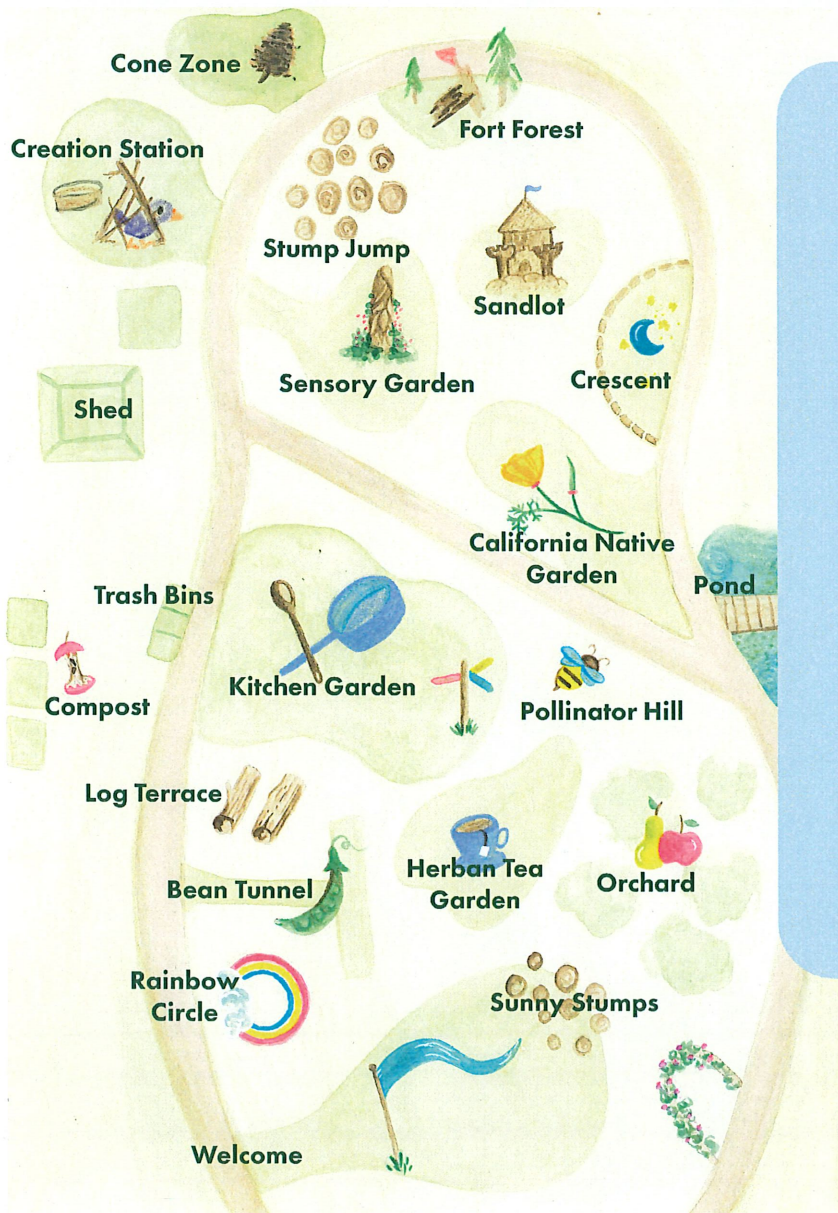 Cone Zone
Fort Forest
Creation Station
Stump Jump
Sandlot
Sensory Garden
Crescent
Shed
California Native
Garden
Pond
Trash Bins
Kitchen Garden
Compost
Pollinator Hill
Log Terrace
Herban Tea
Garden
Orchard
Bean Tunnel
Rainbow
Circle
Sunny Stumps
Welcome